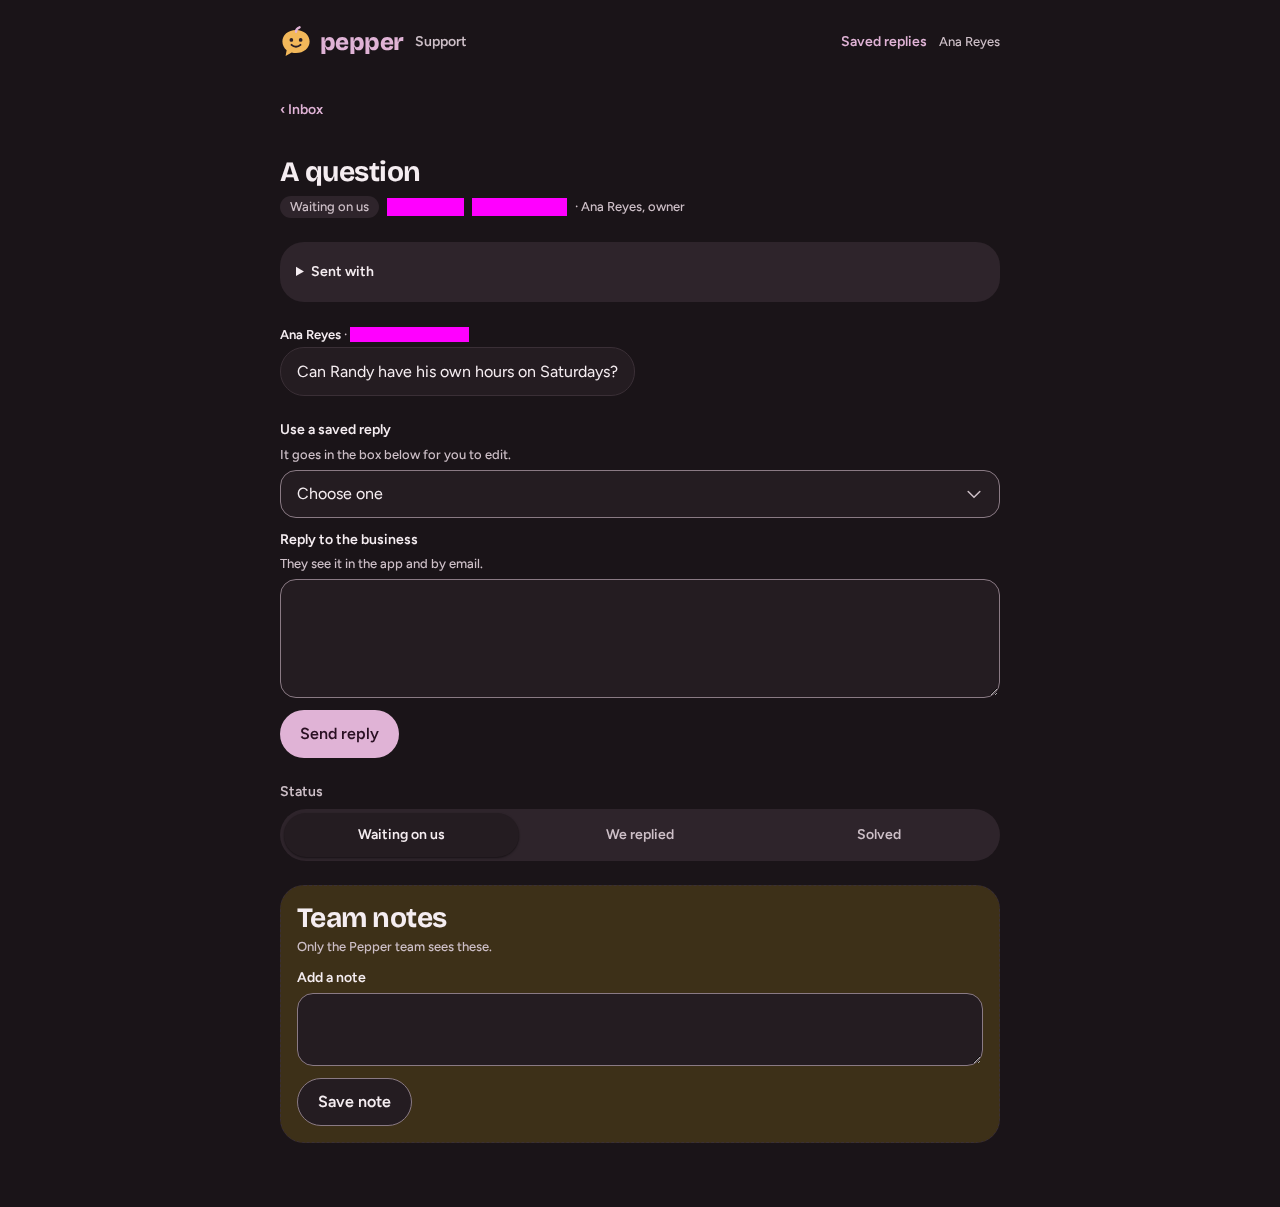 pepper Support Saved replies Ana Reyes
‹ Inbox
A question
Waiting on us · Ana Reyes, owner
Sent with
Ana Reyes ·
Can Randy have his own hours on Saturdays?
Use a saved reply
It goes in the box below for you to edit.
Choose one
Reply to the business
They see it in the app and by email.
Send reply
Status
Waiting on us We replied Solved
Team notes
Only the Pepper team sees these.
Add a note
Save note